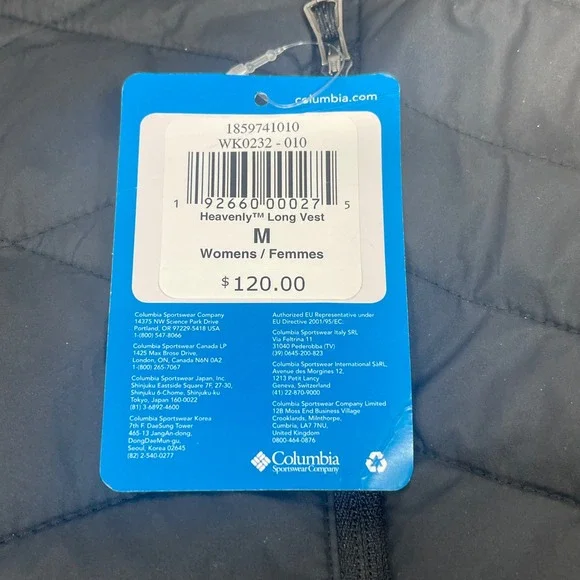 columbia.com
1859741010
WK0232 - 010
1 92660 00027 5
Heavenly™ Long Vest
M
Womens / Femmes
$120.00
Columbia Sportswear Company
14375 NW Science Park Drive
Portland, OR 97229-5418 USA
1-(800) 547-8066
Columbia Sportswear Canada LP
1425 Max Brose Drive,
London, ON, Canada N6N 0A2
1-(800) 265-7067
Columbia Sportswear Japan, Inc
Shinjuku Eastside Square 7F, 27-30,
Shinjuku 6-Chome, Shinjuku-ku
Tokyo, Japan 160-0022
(81) 3-6892-4600
Columbia Sportswear Korea
7th F. DaeSung Tower
465-13 JangAn-dong,
DongDaeMun-gu,
Seoul, Korea 02645
(82) 2-540-0277
Authorized EU Representative under
EU Directive 2001/95/EC:
Columbia Sportswear Italy SRL
Via Feltrina 11
31040 Pederobba (TV)
(39) 0645-200-823
Columbia Sportswear International SàRL,
Avenue des Morgines 12,
1213 Petit Lancy
Geneva, Switzerland
(41) 22-870-9000
Columbia Sportswear Company Limited
12B Moss End Business Village
Crooklands, Milnthorpe,
Cumbria, LA7 7NU,
United Kingdom
0800-464-0876
Columbia
Sportswear Company